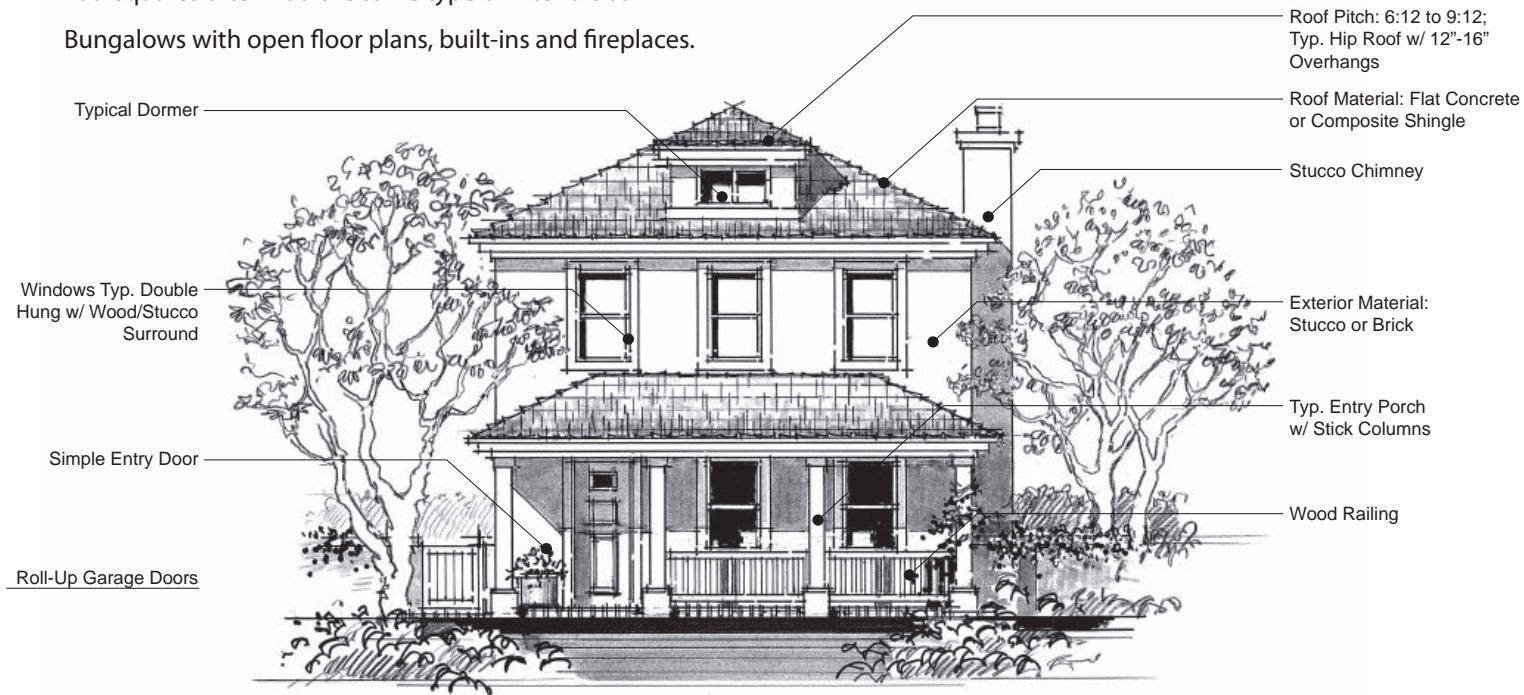 Bungalows with open floor plans, built-ins and fireplaces.
Roof Pitch: 6:12 to 9:12;
Typ. Hip Roof w/ 12”-16”
Overhangs
Typical Dormer
Roof Material: Flat Concrete
or Composite Shingle
Stucco Chimney
Windows Typ. Double
Hung w/ Wood/Stucco
Surround
Exterior Material:
Stucco or Brick
Typ. Entry Porch
w/ Stick Columns
Simple Entry Door
Wood Railing
Roll-Up Garage Doors